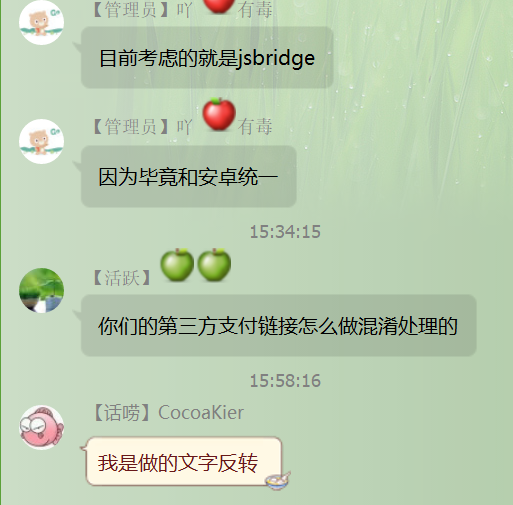 【管理员】吖 有毒
目前考虑的就是jsbridge
【管理员】吖 有毒
因为毕竟和安卓统一
15:34:15
【活跃】
你们的第三方支付链接怎么做混淆处理的
15:58:16
【话唠】CocoaKier
我是做的文字反转